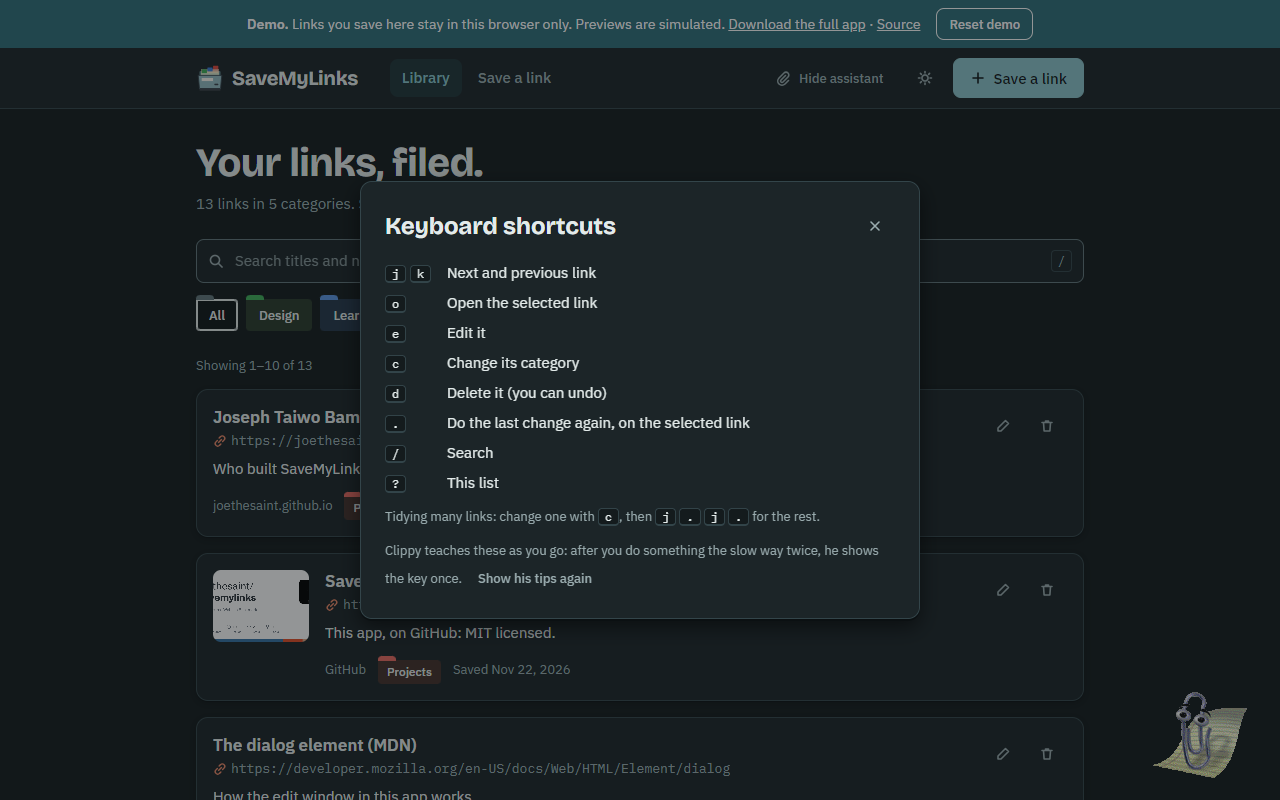 Demo. Links you save here stay in this browser only. Previews are simulated. Download the full app · Source Reset demo
SaveMyLinks Library Save a link Hide assistant Save a link
Your links, filed.
13 links in 5 categories.
Search titles and /
All Design
Showing 1–10 of 13
Keyboard shortcuts
j k Next and previous link
o Open the selected link
e Edit it
c Change its category
d Delete it (you can undo)
. Do the last change again, on the selected link
/ Search
? This list
Tidying many links: change one with c, then j . j . for the rest.
Clippy teaches these as you go: after you do something the slow way twice, he shows
the key once. Show his tips again
Joseph Taiwo Bam
https://joethesai
Who built SaveMyLink
joethesaint.github.io
Save
thesaint/
vemylinks
This app, on GitHub: MIT licensed.
GitHub Projects Saved Nov 22, 2026
The dialog element (MDN)
https://developer.mozilla.org/en-US/docs/Web/HTML/Element/dialog
How the edit window in this app works